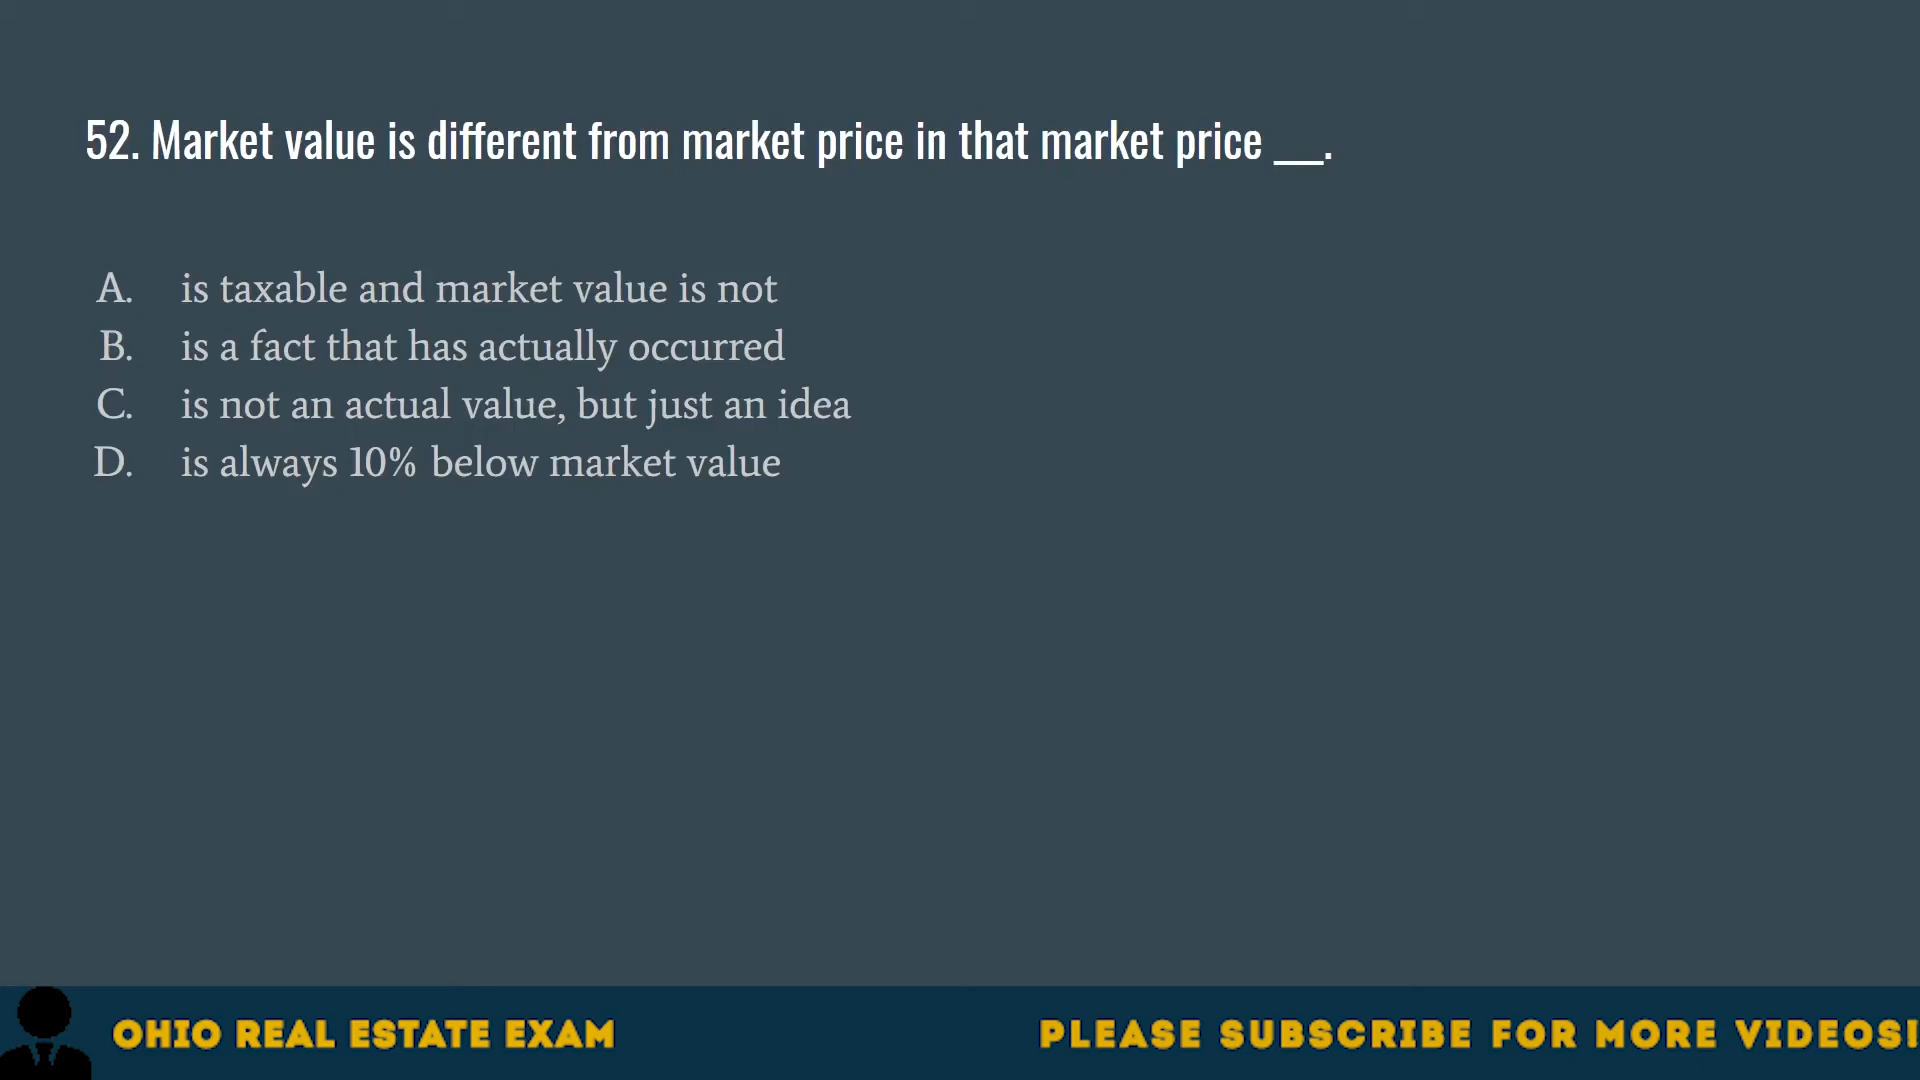 52. Market value is different from market price in that market price ___.
A. is taxable and market value is not
B. is a fact that has actually occurred
C. is not an actual value, but just an idea
D. is always 10% below market value
OHIO REAL ESTATE EXAM
PLEASE SUBSCRIBE FOR MORE VIDEOS!